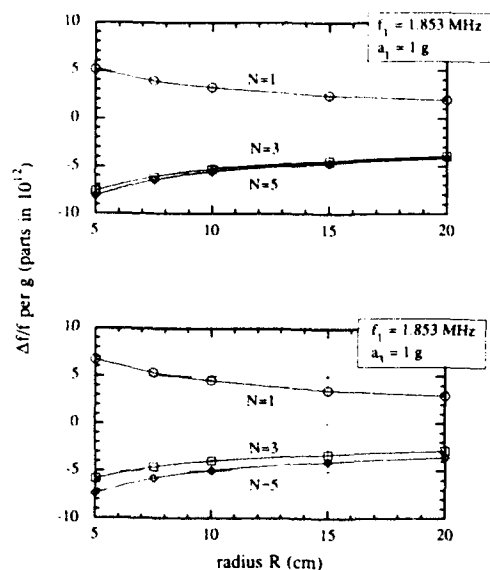 f₁ = 1.853 MHz
a₁ = 1 g
10
5
0
-5
-10
N=1
N=3
N=5
5 10 15 20
Δf/f per g (parts in 10¹²)
f₁ = 1.853 MHz
a₁ = 1 g
10
5
0
-5
-10
N=1
N=3
N=5
5 10 15 20
radius R (cm)